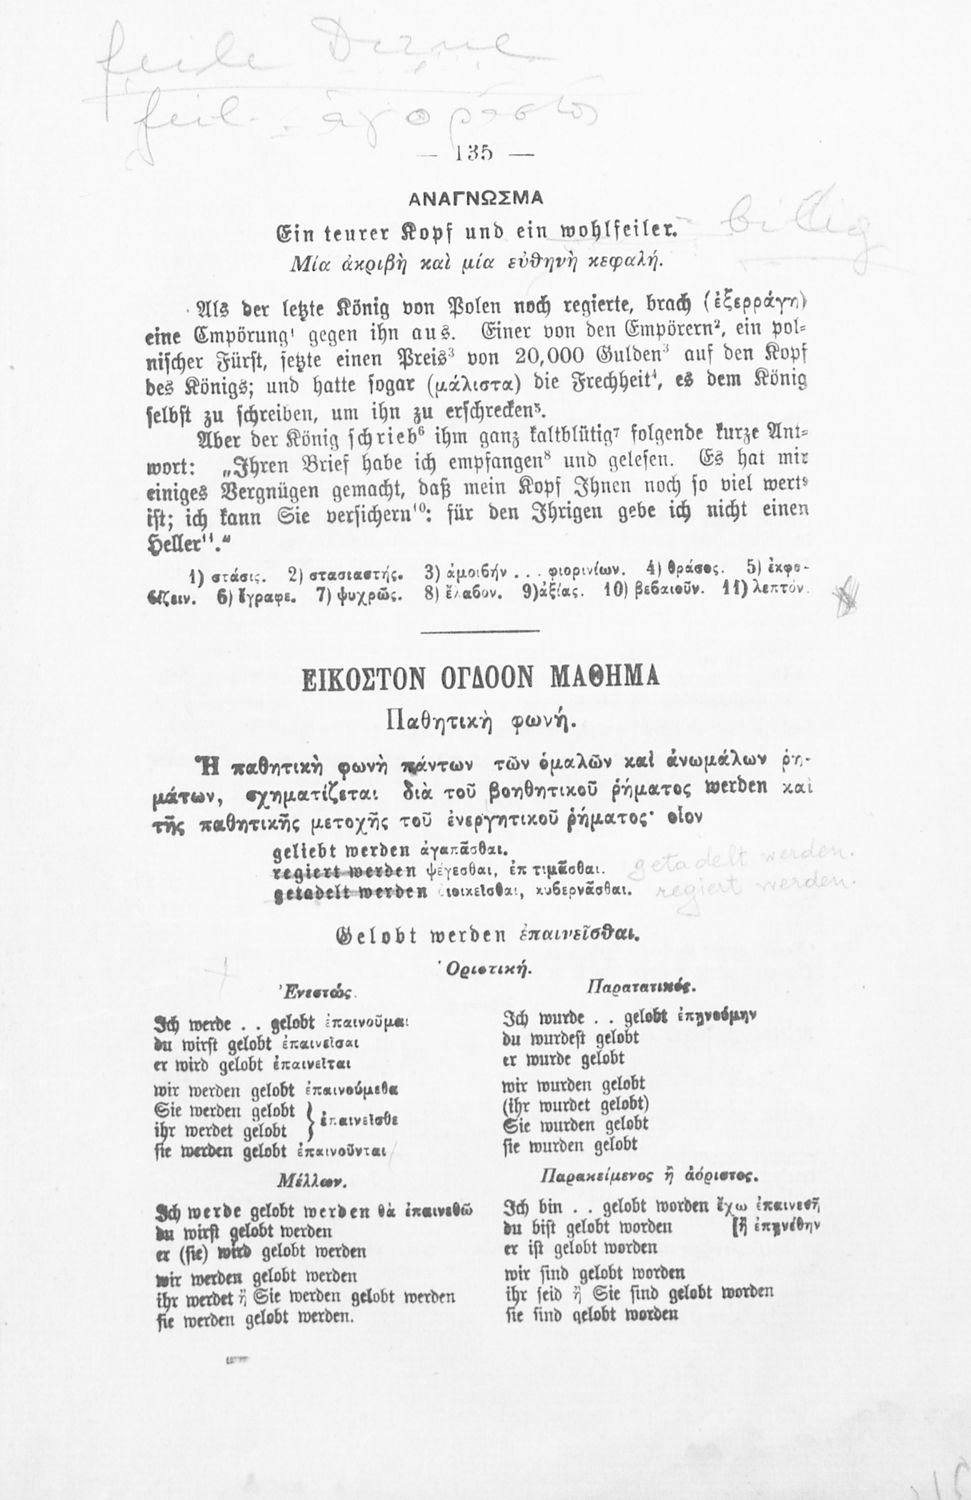 feile Dirne
feil - ἀγοραστὸς
— 135 —
ΑΝΑΓΝΩΣΜΑ
Ein teurer Kopf und ein wohlfeiler. - billig
Μία ἀκριβὴ καὶ μία εὐθηνὴ κεφαλή.
Als der letzte König von Polen noch regierte, brach (ἐξερράγη)
eine Empörung¹ gegen ihn aus. Einer von den Empörern², ein pol-
nischer Fürst, setzte einen Preis³ von 20,000 Gulden³ auf den Kopf
des Königs; und hatte sogar (μάλιστα) die Frechheit⁴, es dem König
selbst zu schreiben, um ihn zu erschrecken⁵.
Aber der König schrieb⁶ ihm ganz kaltblütig⁷ folgende kurze Ant-
wort: „Ihren Brief habe ich empfangen⁸ und gelesen. Es hat mir
einiges Vergnügen gemacht, daß mein Kopf Ihnen noch so viel wert⁹
ist; ich kann Sie versichern¹⁰: für den Ihrigen gebe ich nicht einen
Heller¹¹.“
1) στάσις. 2) στασιαστής. 3) ἀμοιβήν . . . φιορινίων. 4) θράσος. 5) ἐκφο-
βίζειν. 6) ἔγραφε. 7) ψυχρῶς. 8) ἔλαβον. 9) ἀξίας. 10) βεβαιοῦν. 11) λεπτόν.
ΕΙΚΟΣΤΟΝ ΟΓΔΟΟΝ ΜΑΘΗΜΑ
Παθητικὴ φωνή.
Ἡ παθητικὴ φωνὴ πάντων τῶν ὁμαλῶν καὶ ἀνωμάλων ῥη-
μάτων, σχηματίζεται διὰ τοῦ βοηθητικοῦ ῥήματος werden καὶ
τῆς παθητικῆς μετοχῆς τοῦ ἐνεργητικοῦ ῥήματος· οἷον
geliebt werden ἀγαπᾶσθαι.
regiert werden ψέγεσθαι, ἐπιτιμᾶσθαι. getadelt werden.
getadelt werden διοικεῖσθαι, κυβερνᾶσθαι. regiert werden.
Gelobt werden ἐπαινεῖσθαι.
Ὁριστική.
Ἐνεστώς.
Ich werde . . gelobt ἐπαινοῦμαι
du wirst gelobt ἐπαινεῖσαι
er wird gelobt ἐπαινεῖται
wir werden gelobt ἐπαινούμεθα
Sie werden gelobt
ihr werdet gelobt } ἐπαινεῖσθε
sie werden gelobt ἐπαινοῦνται
Παρατατικός.
Ich wurde . . gelobt ἐπηνούμην
du wurdest gelobt
er wurde gelobt
wir wurden gelobt
(ihr wurdet gelobt)
Sie wurden gelobt
sie wurden gelobt
Μέλλων.
Ich werde gelobt werden θὰ ἐπαινεθῶ
du wirst gelobt werden
er (sie) wird gelobt werden
wir werden gelobt werden
ihr werdet ἢ Sie werden gelobt werden
sie werden gelobt werden.
Παρακείμενος ἢ ἀόριστος.
Ich bin . . gelobt worden ἔχω ἐπαινεθῆ
du bist gelobt worden [ἢ ἐπῃνέθην
er ist gelobt worden
wir sind gelobt worden
ihr seid ἢ Sie sind gelobt worden
sie sind gelobt worden